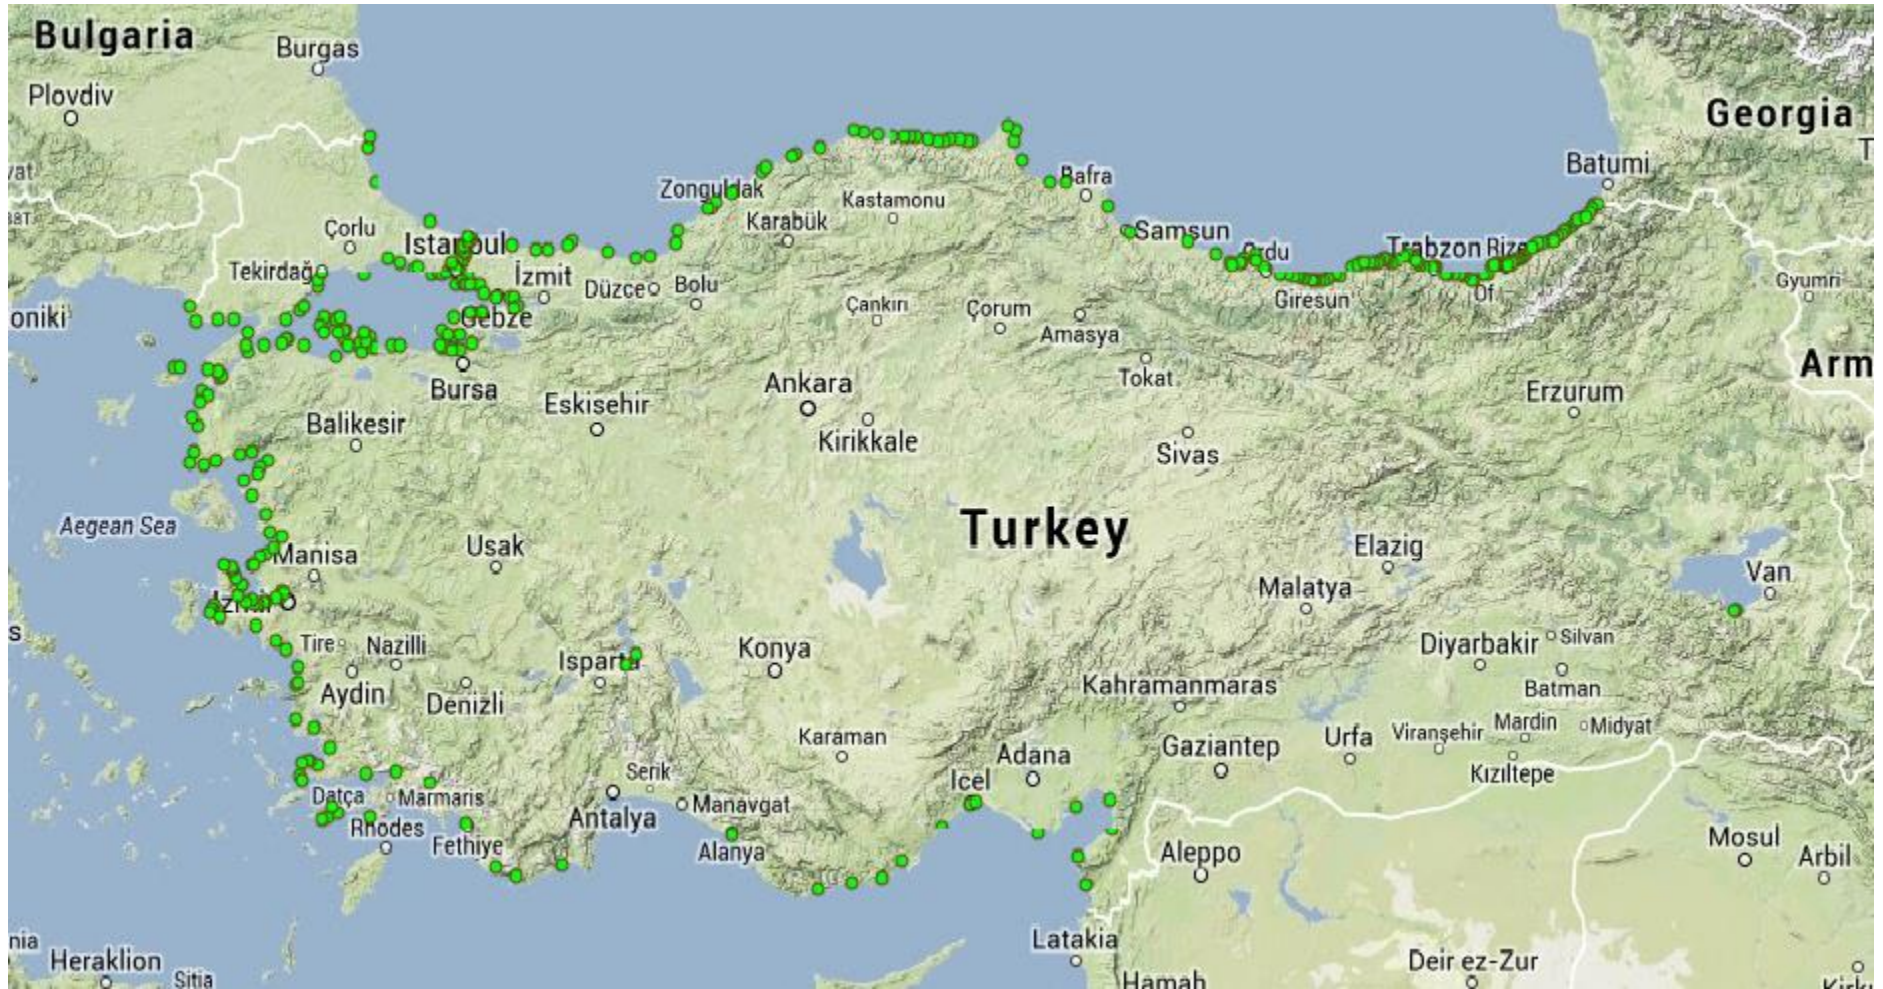 Bulgaria
Burgas
Plovdiv
Georgia
Batumi
Bafra
Zonguldak
Kastamonu
Karabük
Çorlu
Istanbul
Samsun
Ordu
Trabzon
Rize
Tekirdağ
İzmit
Düzce
Bolu
Gyumri
Giresun
Of
oniki
Gebze
Çankırı
Çorum
Amasya
Arm
Bursa
Ankara
Tokat
Erzurum
Eskisehir
Balikesir
Kirikkale
Sivas
Aegean Sea
Turkey
Manisa
Usak
Elazig
Van
Malatya
Izmir
s
Tire
Nazilli
Isparta
Konya
Diyarbakir
Silvan
Aydin
Denizli
Kahramanmaras
Batman
Karaman
Adana
Gaziantep
Urfa
Viranşehir
Mardin
Midyat
Serik
Icel
Kızıltepe
Datça
Marmaris
Antalya
Manavgat
Rhodes
Fethiye
Alanya
Aleppo
Mosul
Arbil
nia
Latakia
Heraklion
Sitia
Deir ez-Zur
Hamah